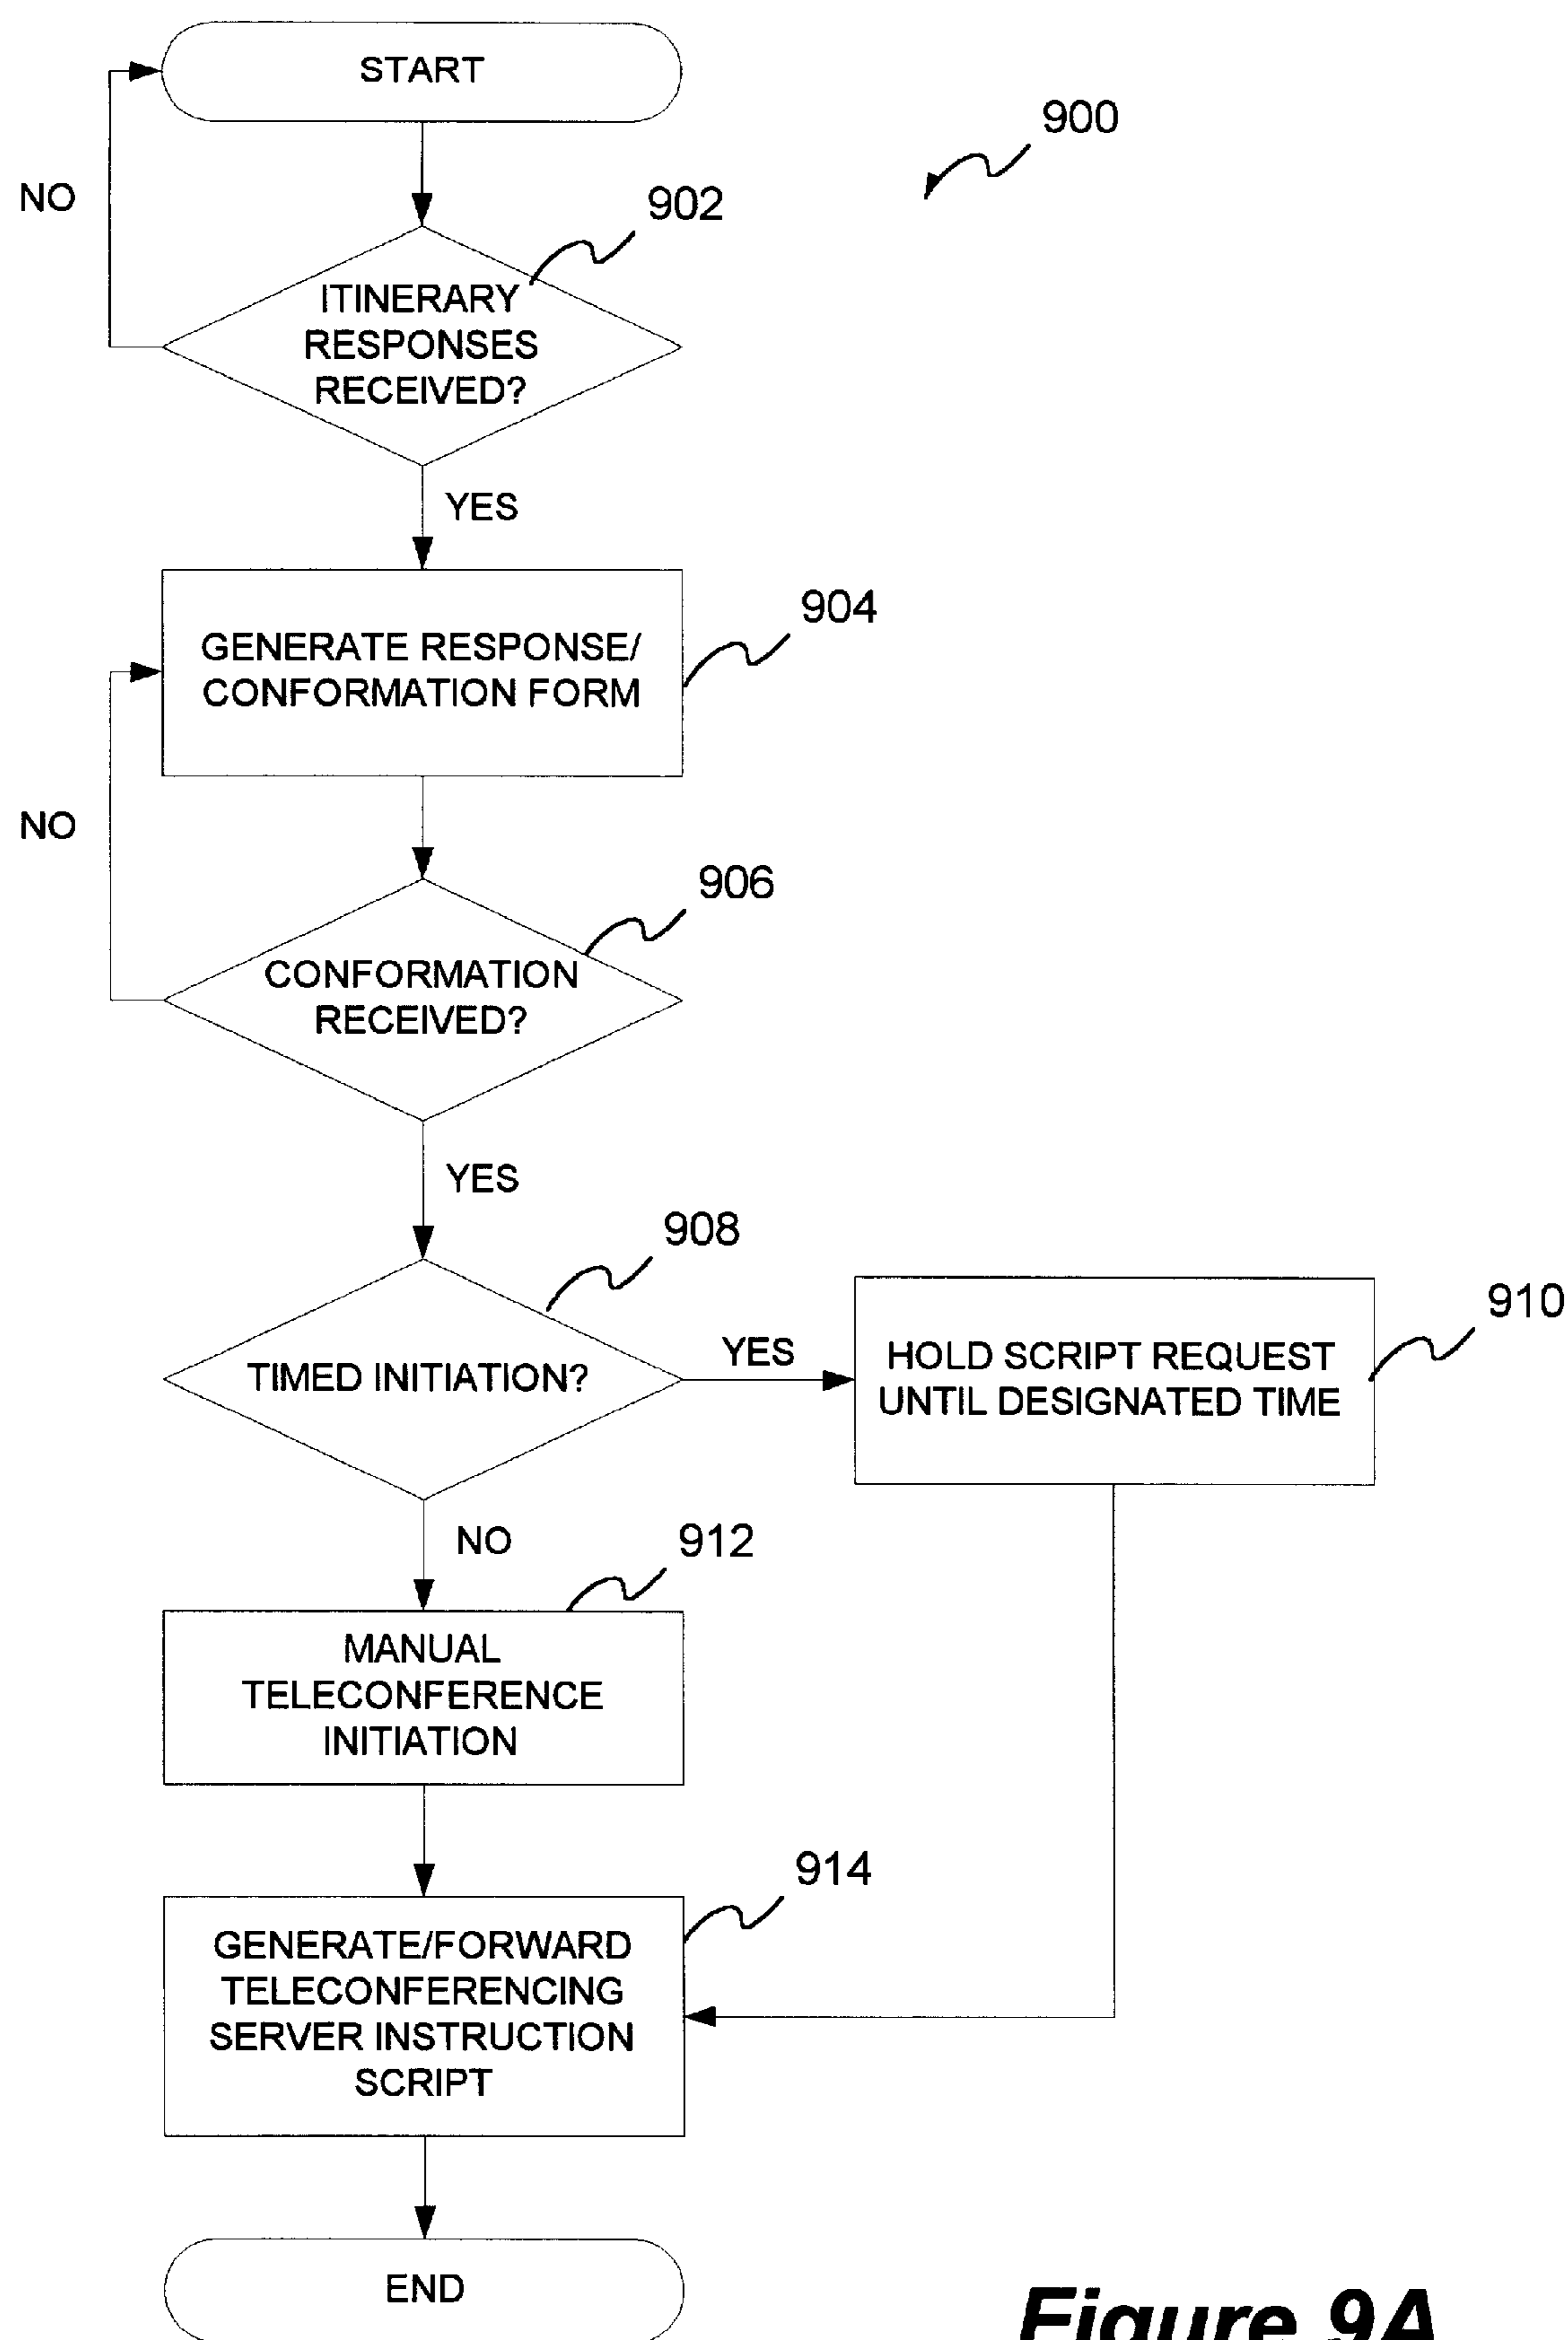 START
900
NO
902
ITINERARY
RESPONSES
RECEIVED?
YES
904
GENERATE RESPONSE/
CONFORMATION FORM
NO
906
CONFORMATION
RECEIVED?
YES
908
TIMED INITIATION?
YES
910
HOLD SCRIPT REQUEST
UNTIL DESIGNATED TIME
NO
912
MANUAL
TELECONFERENCE
INITIATION
914
GENERATE/FORWARD
TELECONFERENCING
SERVER INSTRUCTION
SCRIPT
END
Figure 9A